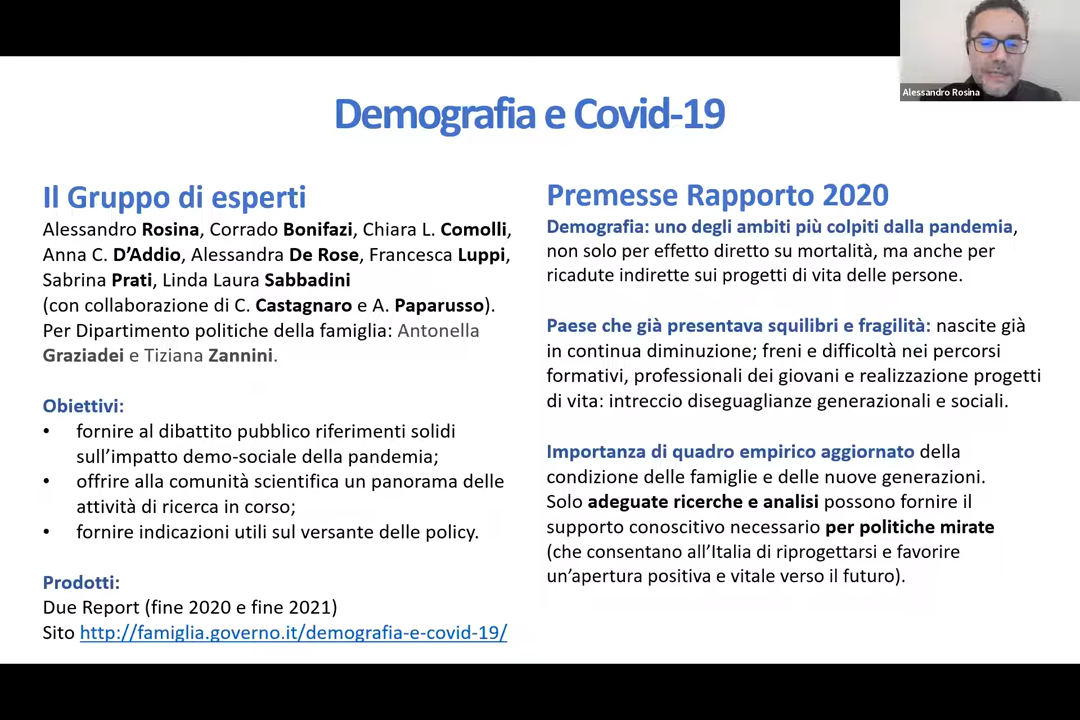 Alessandro Rosina
Demografia e Covid-19
Il Gruppo di esperti
Alessandro Rosina, Corrado Bonifazi, Chiara L. Comolli,
Anna C. D’Addio, Alessandra De Rose, Francesca Luppi,
Sabrina Prati, Linda Laura Sabbadini
(con collaborazione di C. Castagnaro e A. Paparusso).
Per Dipartimento politiche della famiglia: Antonella
Graziadei e Tiziana Zannini.
Obiettivi:
• fornire al dibattito pubblico riferimenti solidi
sull’impatto demo-sociale della pandemia;
• offrire alla comunità scientifica un panorama delle
attività di ricerca in corso;
• fornire indicazioni utili sul versante delle policy.
Prodotti:
Due Report (fine 2020 e fine 2021)
Sito http://famiglia.governo.it/demografia-e-covid-19/
Premesse Rapporto 2020
Demografia: uno degli ambiti più colpiti dalla pandemia,
non solo per effetto diretto su mortalità, ma anche per
ricadute indirette sui progetti di vita delle persone.
Paese che già presentava squilibri e fragilità: nascite già
in continua diminuzione; freni e difficoltà nei percorsi
formativi, professionali dei giovani e realizzazione progetti
di vita: intreccio diseguaglianze generazionali e sociali.
Importanza di quadro empirico aggiornato della
condizione delle famiglie e delle nuove generazioni.
Solo adeguate ricerche e analisi possono fornire il
supporto conoscitivo necessario per politiche mirate
(che consentano all’Italia di riprogettarsi e favorire
un’apertura positiva e vitale verso il futuro).